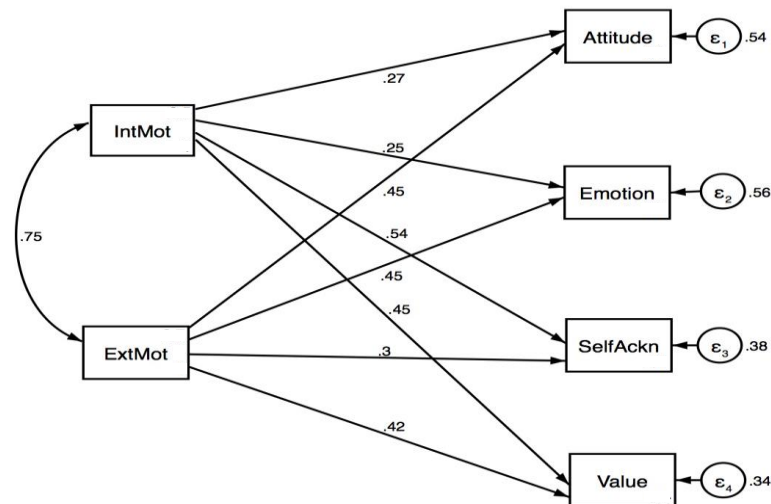 Attitude
ε1 .54
.27
IntMot
.25
Emotion
ε2 .56
.45
.54
.75
.45
.45
SelfAckn
ε3 .38
ExtMot
.3
.42
Value
ε4 .34